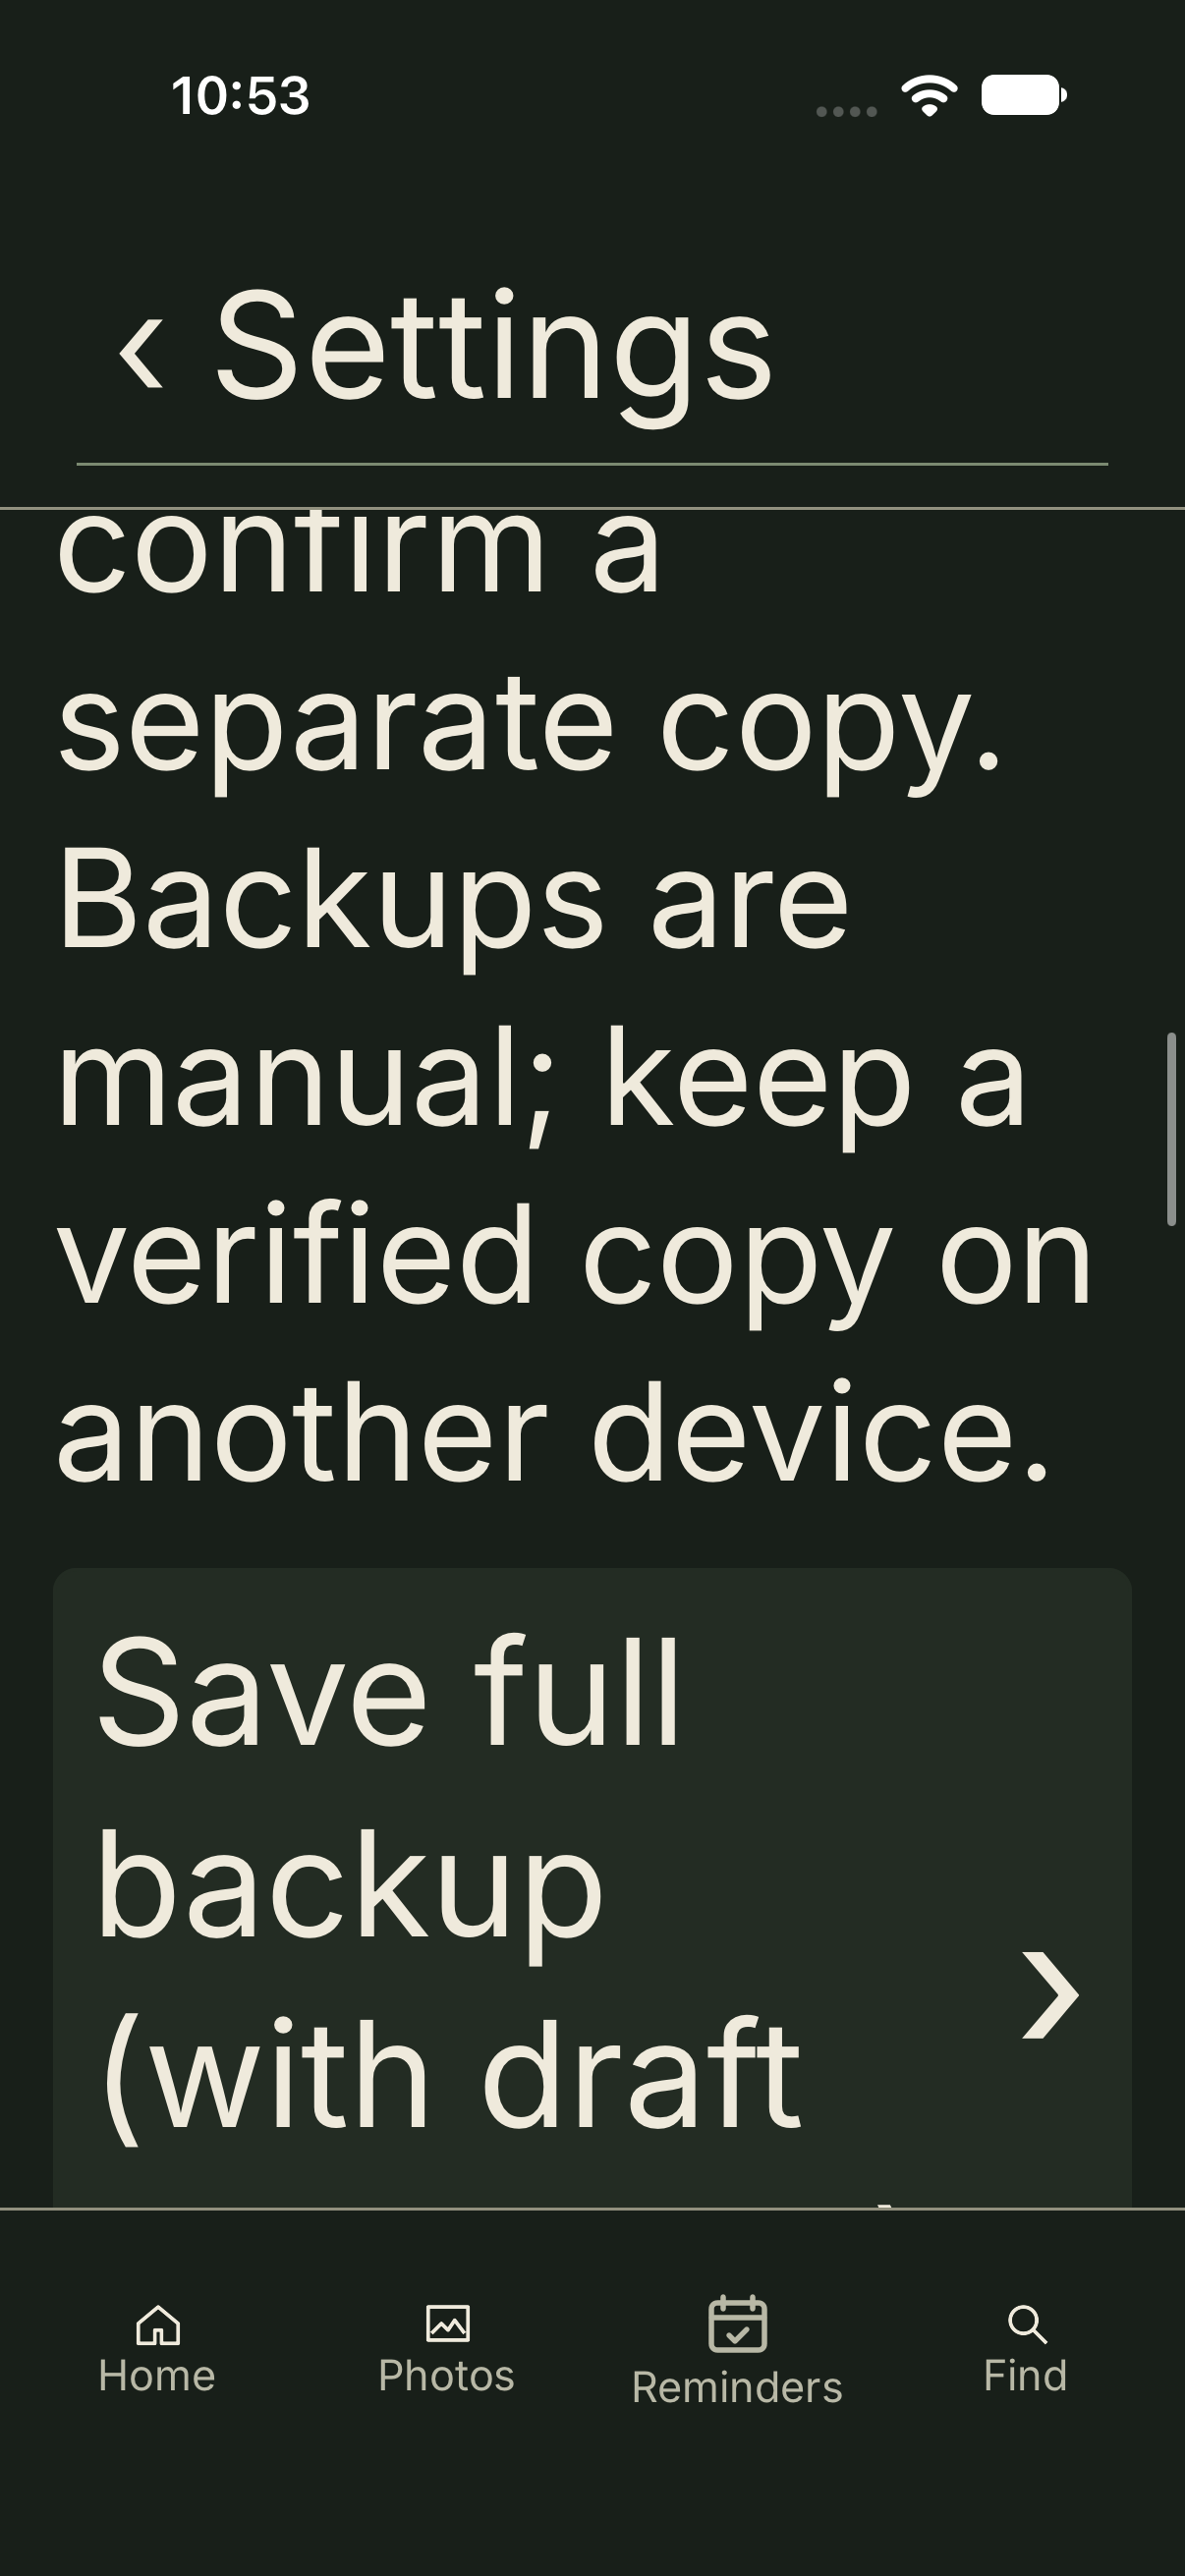 10:53
‹ Settings
confirm a
separate copy.
Backups are
manual; keep a
verified copy on
another device.
Save full
backup
(with draft
›
Home
Photos
Reminders
Find